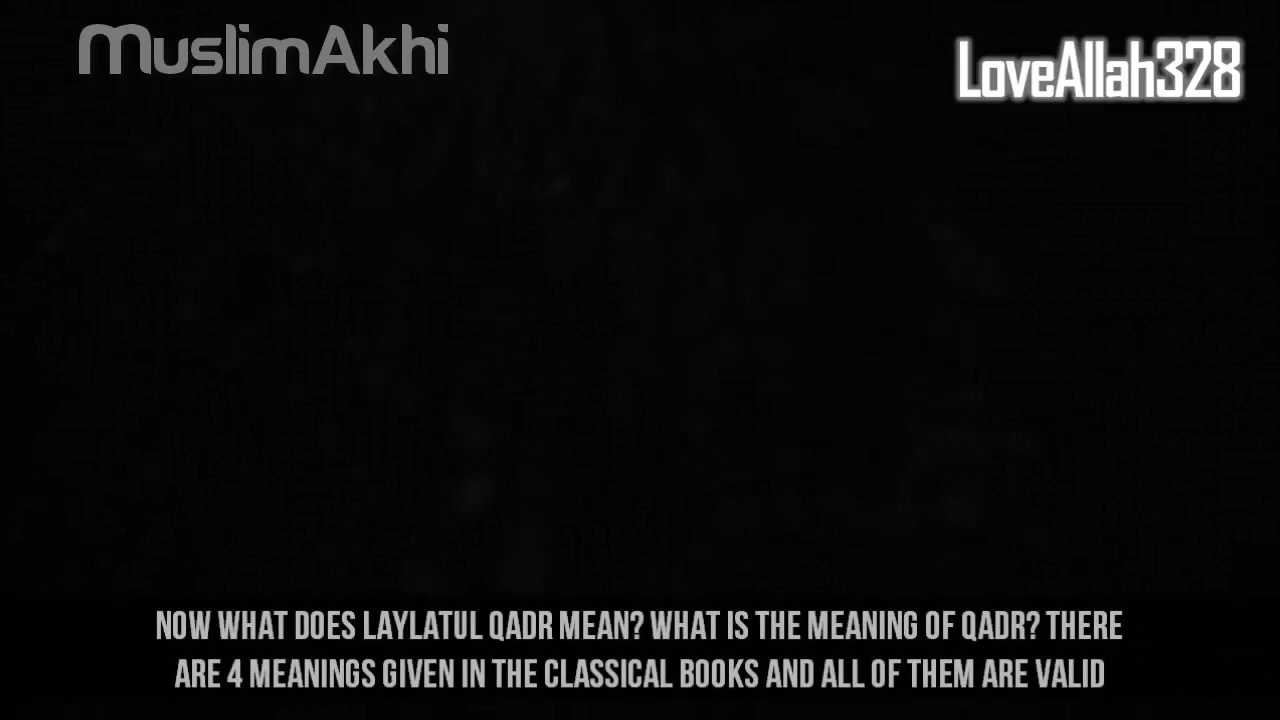 MuslimAkhi
LoveAllah328
NOW WHAT DOES LAYLATUL QADR MEAN? WHAT IS THE MEANING OF QADR? THERE
ARE 4 MEANINGS GIVEN IN THE CLASSICAL BOOKS AND ALL OF THEM ARE VALID